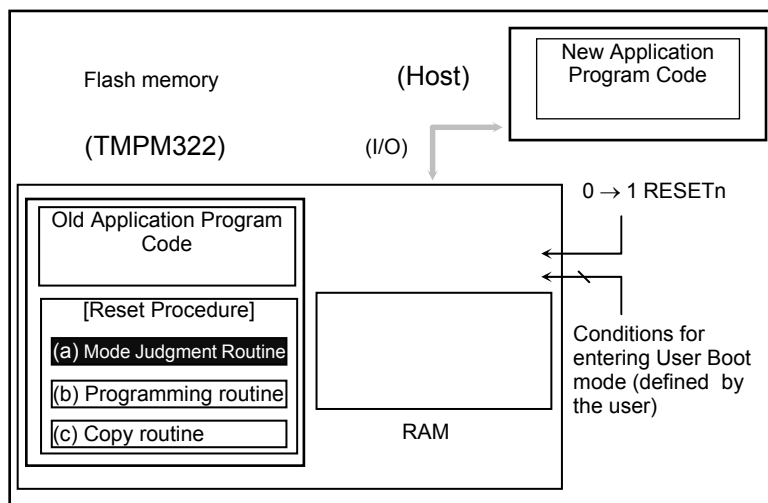 New Application
Program Code
(Host)
Flash memory
(TMPM322)
(I/O)
0 → 1 RESETn
Old Application Program
Code
[Reset Procedure]
(a) Mode Judgment Routine
(b) Programming routine
(c) Copy routine
RAM
Conditions for
entering User Boot
mode (defined by
the user)